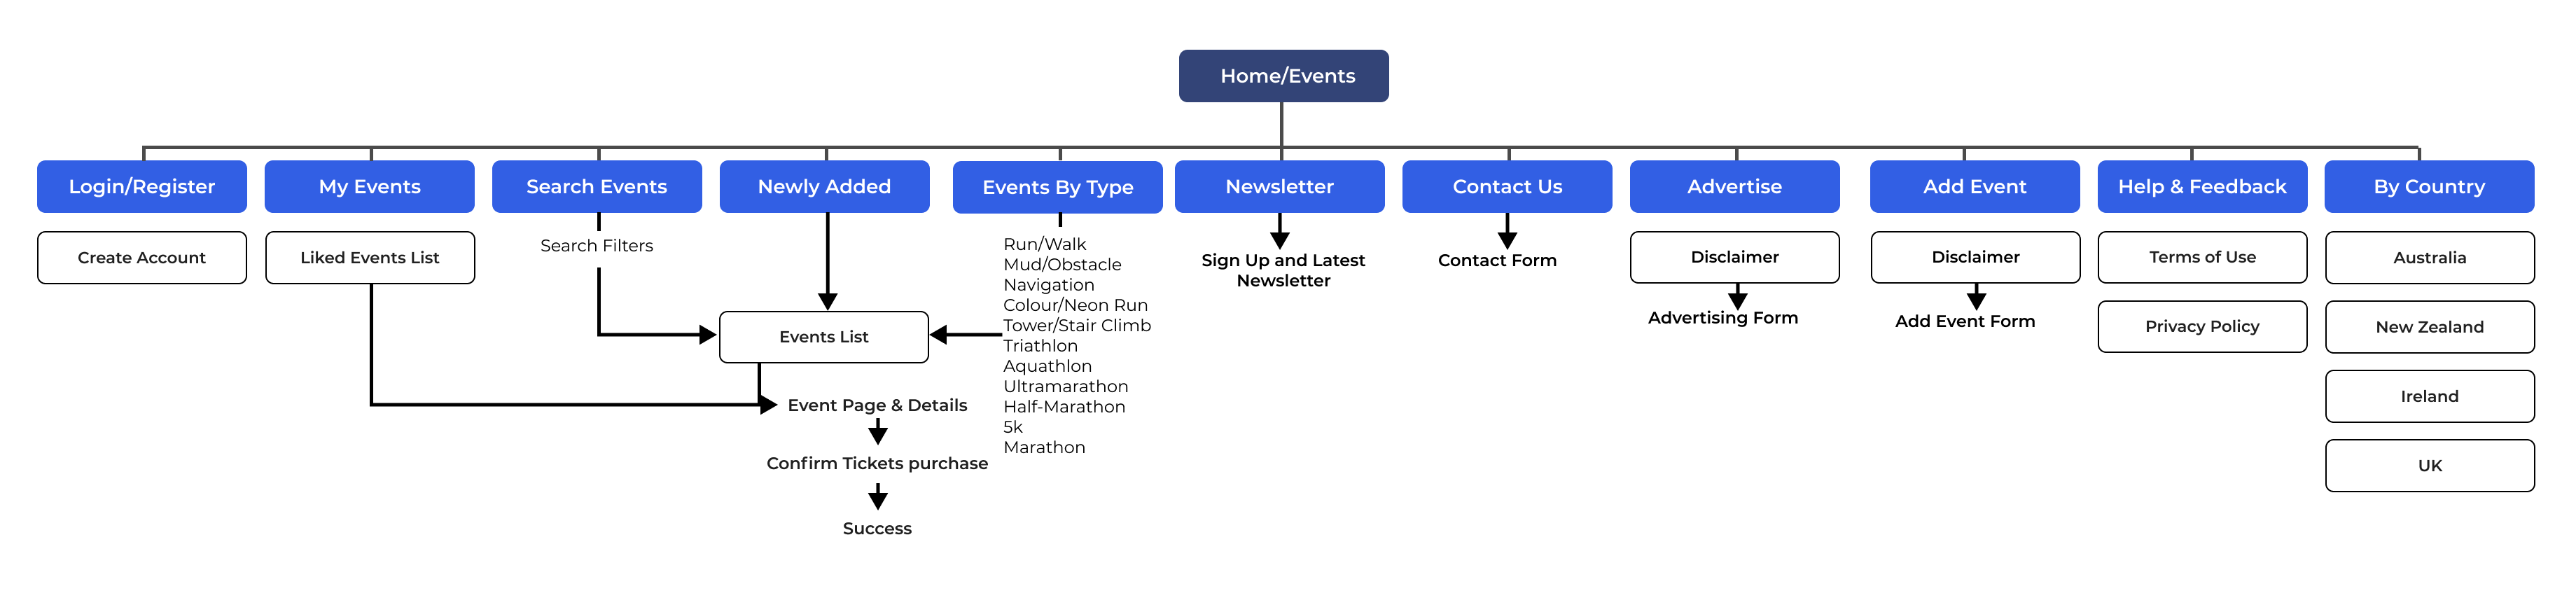 Home/Events
Login/Register
My Events
Search Events
Newly Added
Events By Type
Newsletter
Contact Us
Advertise
Add Event
Help & Feedback
By Country
Create Account
Liked Events List
Search Filters
Events List
Event Page & Details
Confirm Tickets purchase
Success
Run/Walk
Mud/Obstacle
Navigation
Colour/Neon Run
Tower/Stair Climb
Triathlon
Aquathlon
Ultramarathon
Half-Marathon
5k
Marathon
Sign Up and Latest
Newsletter
Contact Form
Disclaimer
Advertising Form
Disclaimer
Add Event Form
Terms of Use
Privacy Policy
Australia
New Zealand
Ireland
UK